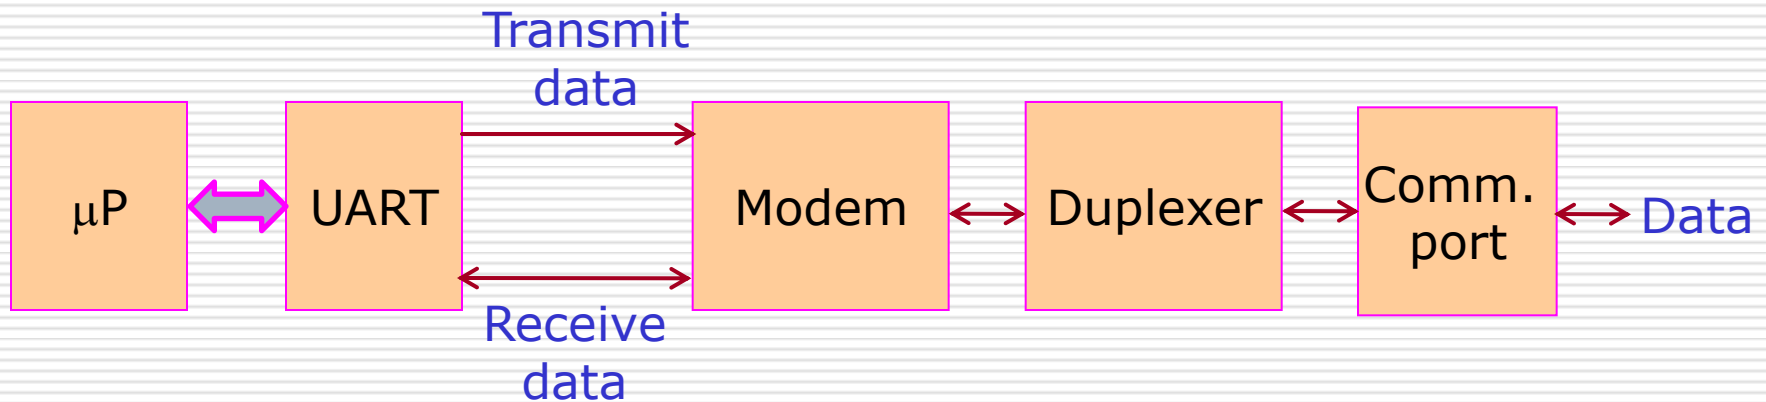 Transmit
data
μP
UART
Modem
Duplexer
Comm.
port
Data
Receive
data